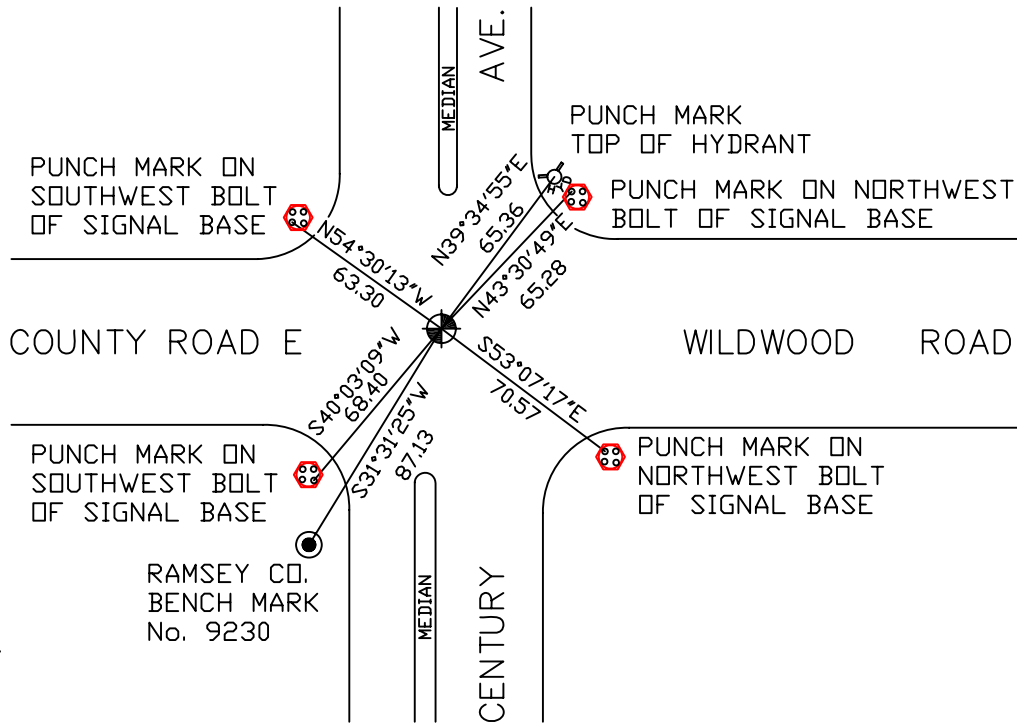 AVE.
MEDIAN
PUNCH MARK
TOP OF HYDRANT
PUNCH MARK ON
SOUTHWEST BOLT
OF SIGNAL BASE
PUNCH MARK ON NORTHWEST
BOLT OF SIGNAL BASE
N39°34'55"E
65.36
HYD
N54°30'13"W
63.30
N43°30'49"E
65.28
COUNTY ROAD E
WILDWOOD ROAD
S40°03'09"W
68.40
S31°31'25"W
87.13
S53°07'17"E
70.57
PUNCH MARK ON
SOUTHWEST BOLT
OF SIGNAL BASE
PUNCH MARK ON
NORTHWEST BOLT
OF SIGNAL BASE
RAMSEY CO.
BENCH MARK
No. 9230
MEDIAN
CENTURY